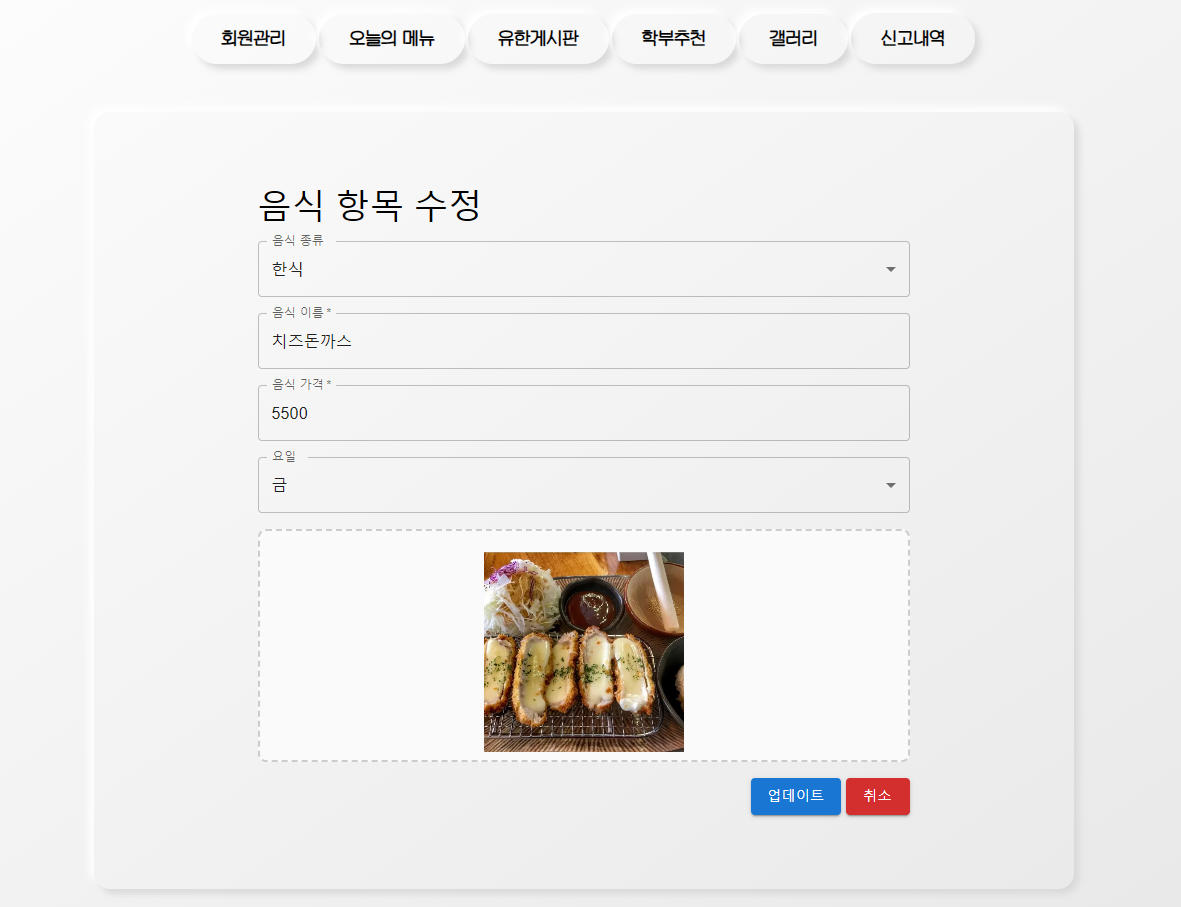 회원관리 오늘의 메뉴 유한게시판 학부추천 갤러리 신고내역
음식 항목 수정
음식 종류
한식
음식 이름 *
치즈돈까스
음식 가격 *
5500
요일
금
업데이트 취소